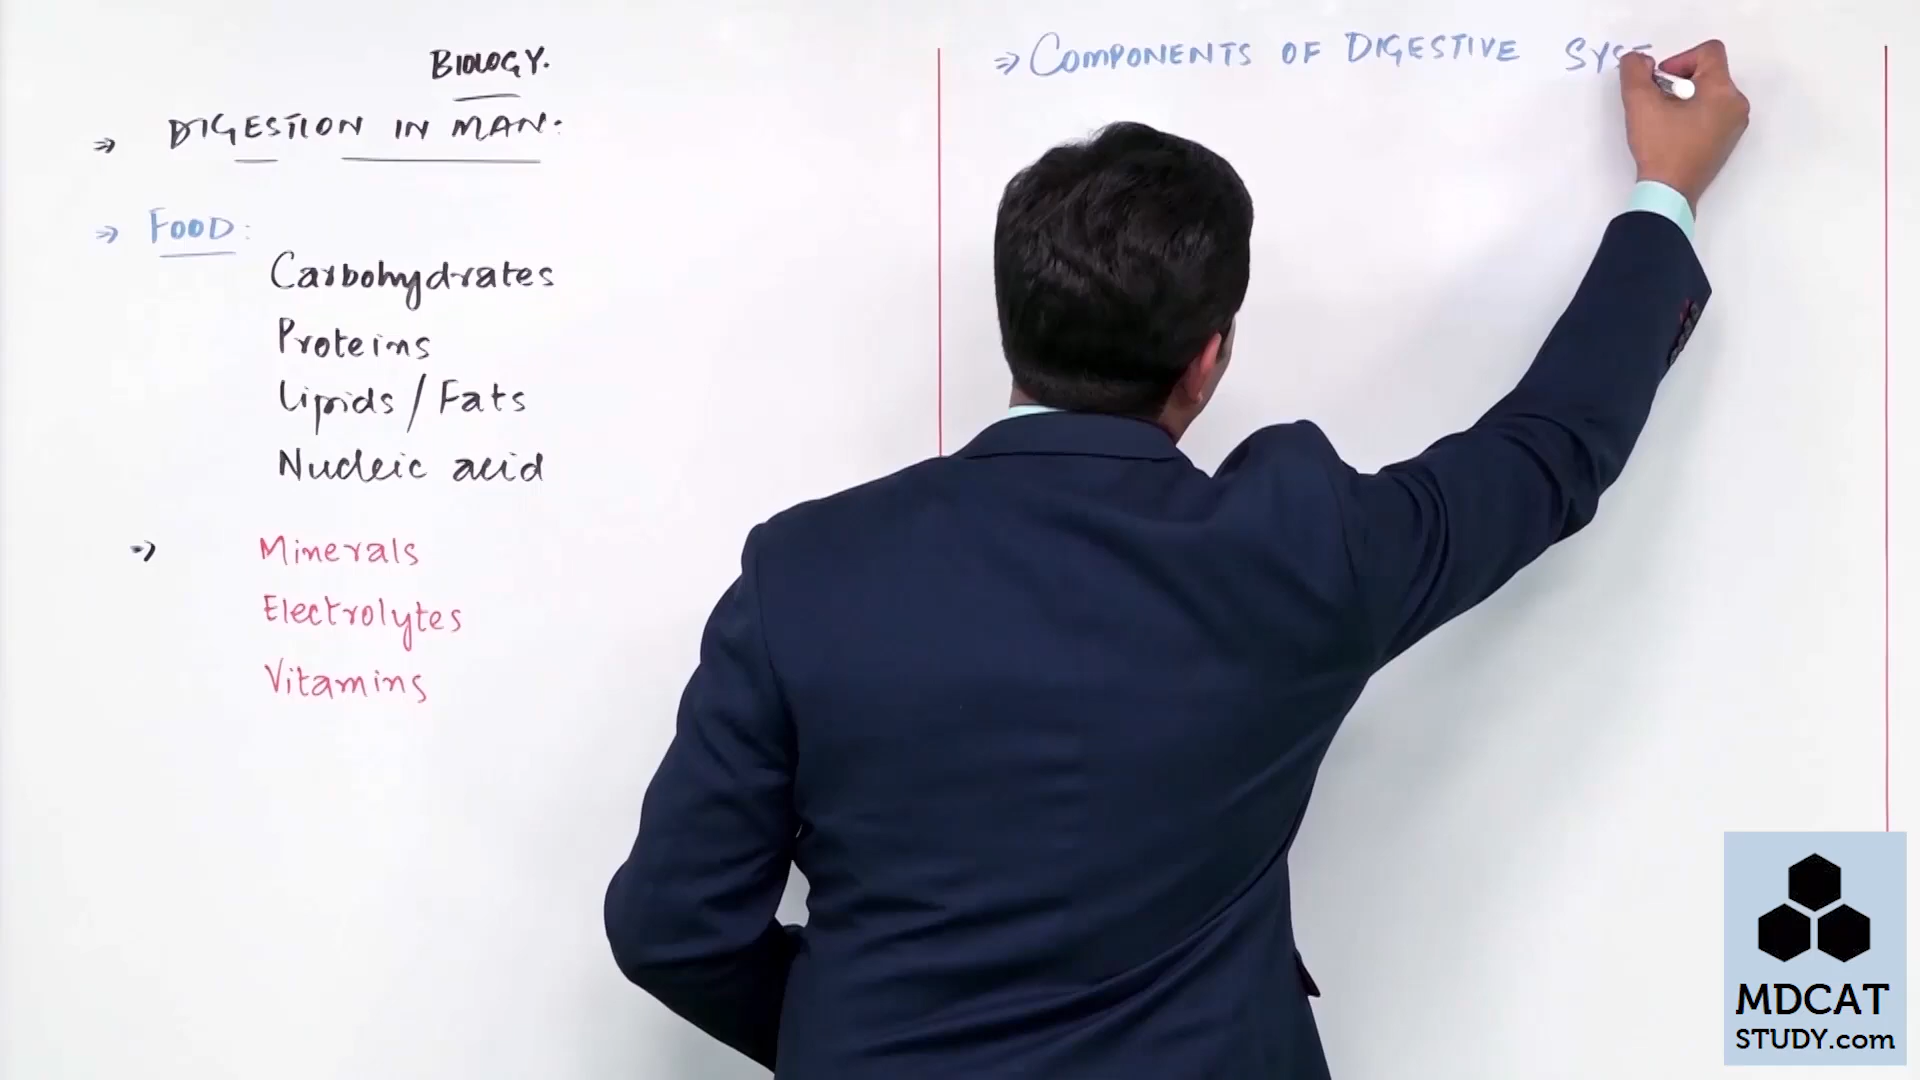 BIOLOGY.
⇒ DIGESTION IN MAN.
⇒ FOOD:
Carbohydrates
Proteins
Lipids / Fats
Nucleic acid
⇒ Minerals
Electrolytes
Vitamins
⇒ COMPONENTS OF DIGESTIVE
MDCAT
STUDY.com